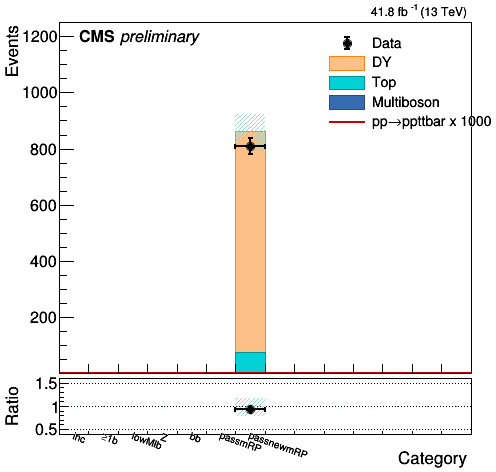 41.8 fb⁻¹ (13 TeV)
CMS preliminary
Events
1200
1000
800
600
400
200
Data
DY
Top
Multiboson
pp→ppttbar x 1000
Ratio
1.5
1
0.5
inc
≥1b
lowMlb
Z
bb
passmRP
passnewmRP
Category